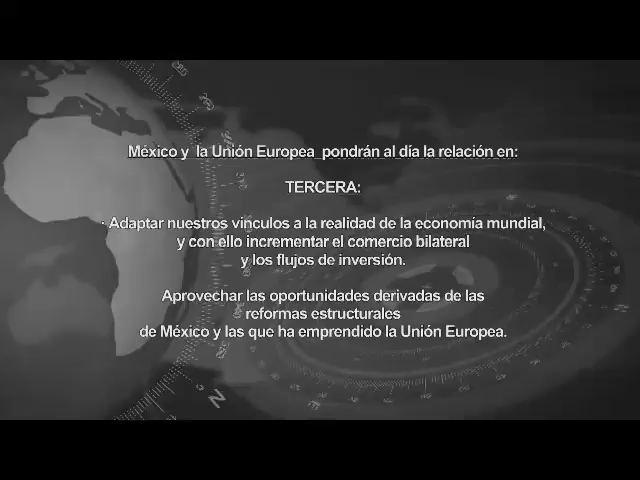 México y la Unión Europea pondrán al día la relación en:
TERCERA:
· Adaptar nuestros vinculos a la realidad de la economía mundial,
y con ello incrementar el comercio bilateral
y los flujos de inversión.
Aprovechar las oportunidades derivadas de las
reformas estructurales
de México y las que ha emprendido la Unión Europea.
N
E